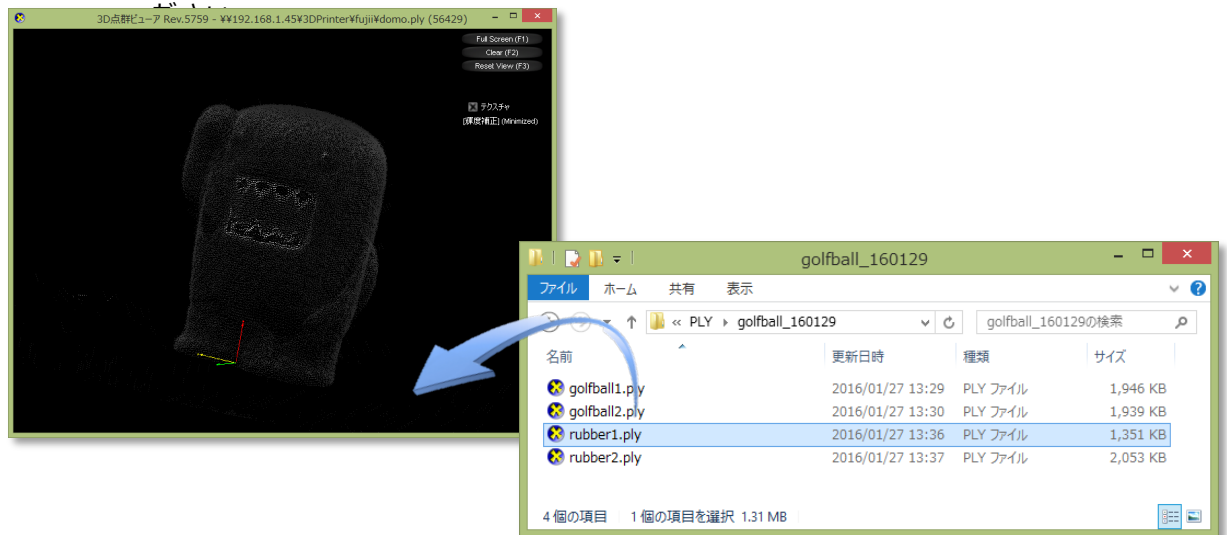 3D点群ビューア Rev.5759 - ¥¥192.168.1.45¥3DPrinter¥fujii¥domo.ply (56429)
Full Screen (F1)
Clear (F2)
Reset View (F3)
テクスチャ
[輝度補正] (Minimized)
golfball_160129
ファイル ホーム 共有 表示
« PLY golfball_160129 golfball_160129の検索
名前 更新日時 種類 サイズ
golfball1.ply 2016/01/27 13:29 PLY ファイル 1,946 KB
golfball2.ply 2016/01/27 13:30 PLY ファイル 1,939 KB
rubber1.ply 2016/01/27 13:36 PLY ファイル 1,351 KB
rubber2.ply 2016/01/27 13:37 PLY ファイル 2,053 KB
4 個の項目 1 個の項目を選択 1.31 MB